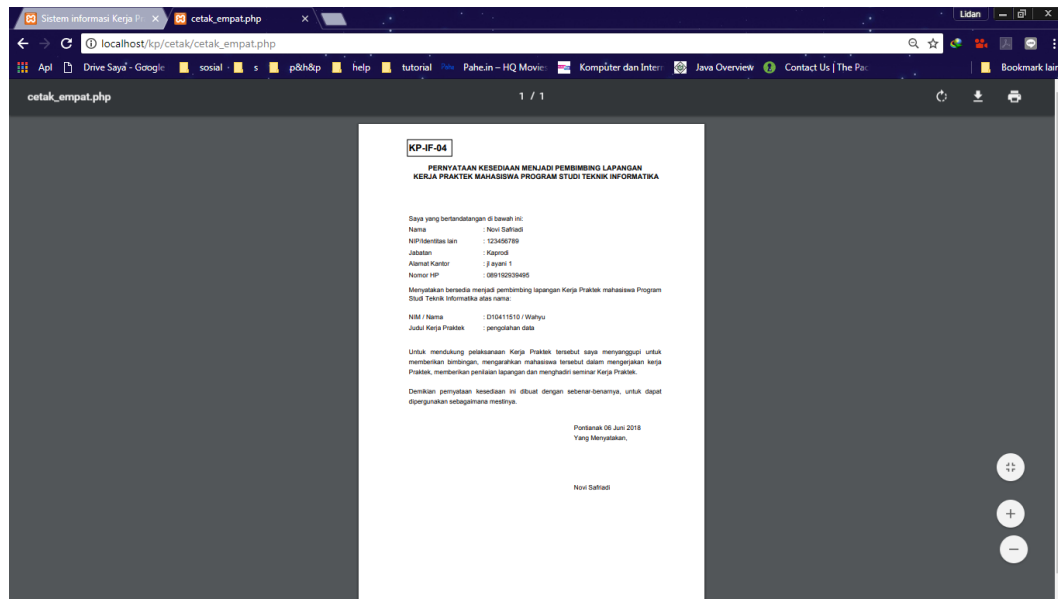 Sistem informasi Kerja Pr
cetak_empat.php
Lidan
localhost/kp/cetak/cetak_empat.php
Apl
Drive Saya - Google
sosial
s
p&h&p
help
tutorial
Pahe.in – HQ Movie
Komputer dan Intern
Java Overview
Contact Us | The Pac
Bookmark lain
cetak_empat.php
1 / 1
KP-IF-04
PERNYATAAN KESEDIAAN MENJADI PEMBIMBING LAPANGAN
KERJA PRAKTEK MAHASISWA PROGRAM STUDI TEKNIK INFORMATIKA
Saya yang bertandatangan di bawah ini:
Nama : Novi Safriadi
NIP/Identitas lain : 123456789
Jabatan : Kaprodi
Alamat Kantor : jl ayani 1
Nomor HP : 089192939495
Menyatakan bersedia menjadi pembimbing lapangan Kerja Praktek mahasiswa Program
Studi Teknik Informatika atas nama:
NIM / Nama : D10411510 / Wahyu
Judul Kerja Praktek : pengolahan data
Untuk mendukung pelaksanaan Kerja Praktek tersebut saya menyanggupi untuk
memberikan bimbingan, mengarahkan mahasiswa tersebut dalam mengerjakan kerja
Praktek, memberikan penilaian lapangan dan menghadiri seminar Kerja Praktek.
Demikian pernyataan kesediaan ini dibuat dengan sebenar-benarnya, untuk dapat
dipergunakan sebagaimana mestinya.
Pontianak 06 Juni 2018
Yang Menyatakan,
Novi Safriadi